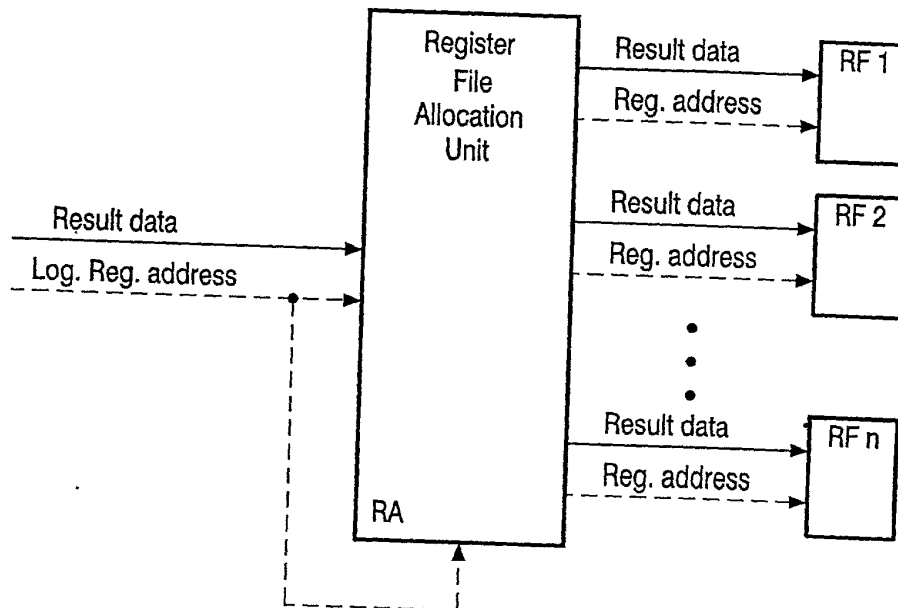 Register
File
Allocation
Unit
Result data
Reg. address
RF 1
Result data
Log. Reg. address
Result data
Reg. address
RF 2
Result data
Reg. address
RF n
RA